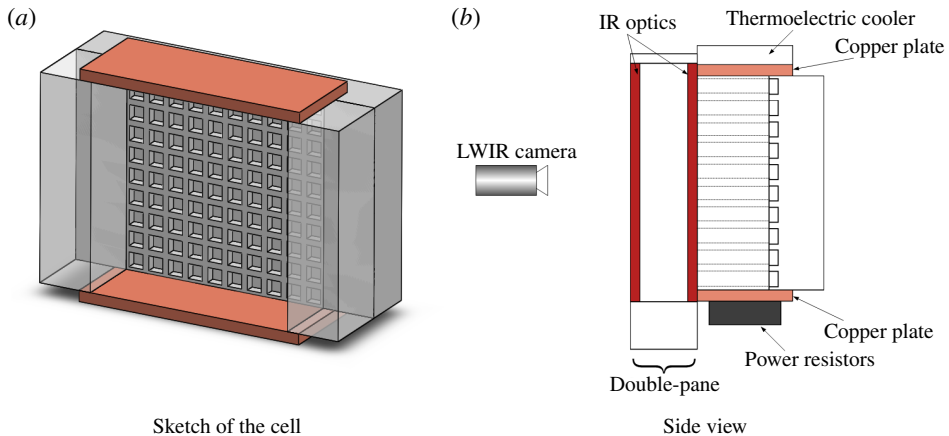 (a)
(b)
IR optics
Thermoelectric cooler
Copper plate
LWIR camera
Copper plate
Power resistors
Double-pane
Sketch of the cell
Side view